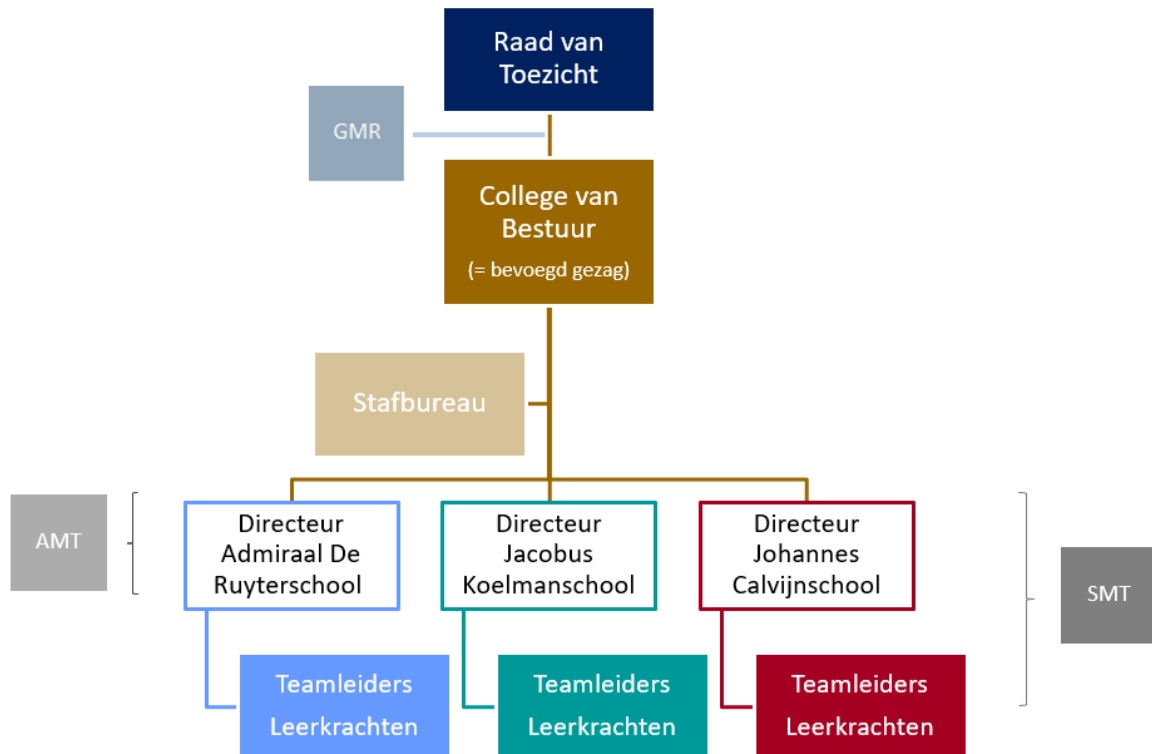 Raad van
Toezicht
GMR
College van
Bestuur
(= bevoegd gezag)
Stafbureau
AMT
Directeur
Admiraal De
Ruyterschool
Directeur
Jacobus
Koelmanschool
Directeur
Johannes
Calvijnschool
SMT
Teamleiders
Leerkrachten
Teamleiders
Leerkrachten
Teamleiders
Leerkrachten